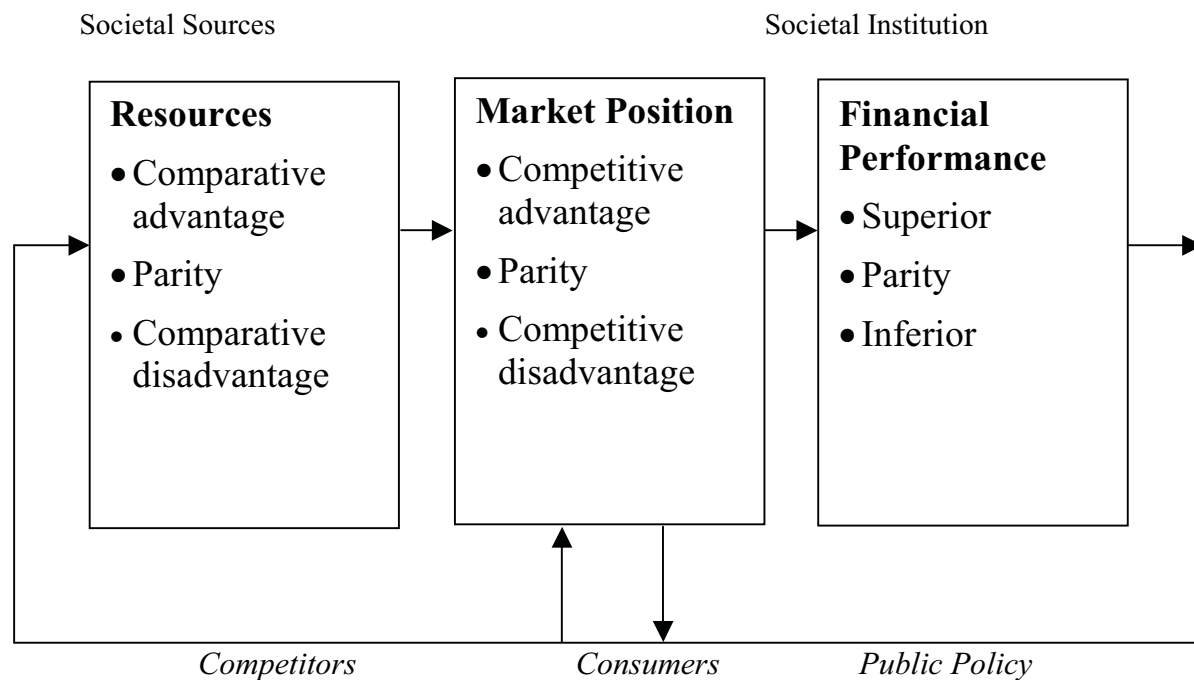 Societal Sources
Societal Institution
Resources
• Comparative
advantage
• Parity
• Comparative
disadvantage
Market Position
• Competitive
advantage
• Parity
• Competitive
disadvantage
Financial
Performance
• Superior
• Parity
• Inferior
Competitors
Consumers
Public Policy